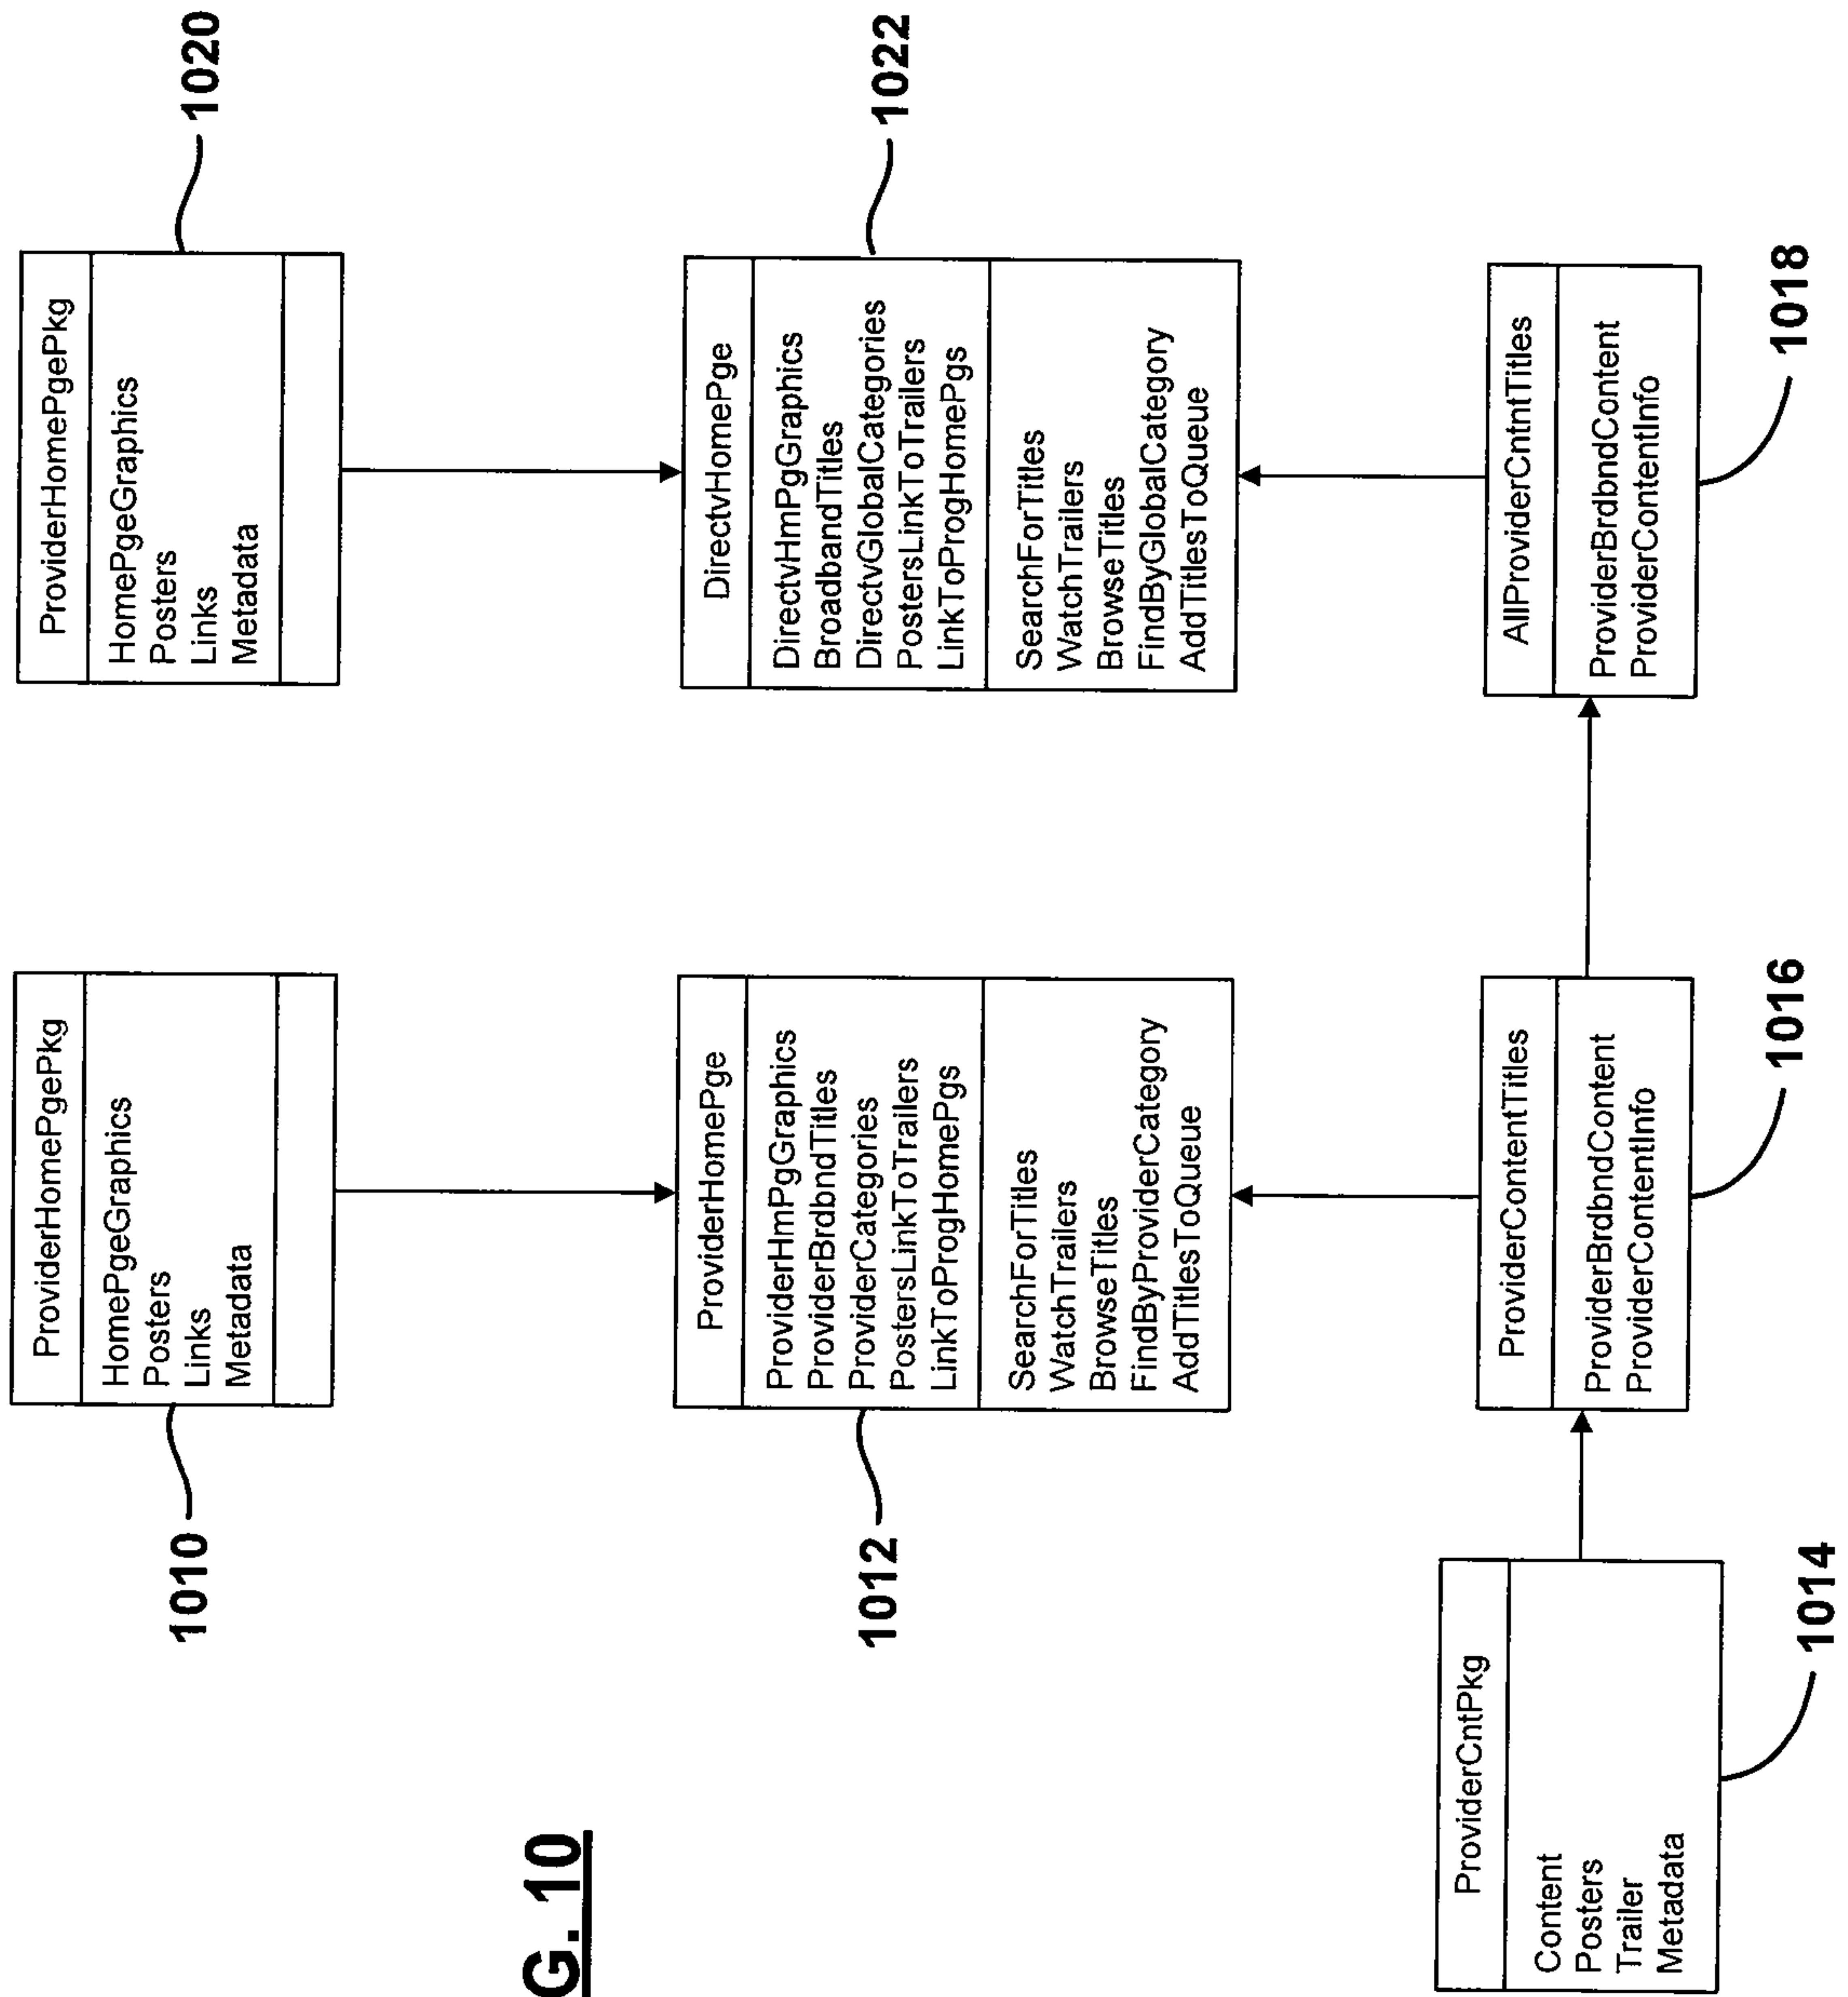 ProviderHomePgePkg
HomePgeGraphics
Posters
Links
Metadata
1010
ProviderHomePgePkg
HomePgeGraphics
Posters
Links
Metadata
1020
ProviderHomePge
ProviderHmPgGraphics
ProviderBrdbndTitles
ProviderCategories
PostersLinkToTrailers
LinkToProgHomePgs
SearchForTitles
WatchTrailers
BrowseTitles
FindByProviderCategory
AddTitlesToQueue
1012
DirectvHomePge
DirectvHmPgGraphics
BroadbandTitles
DirectvGlobalCategories
PostersLinkToTrailers
LinkToProgHomePgs
SearchForTitles
WatchTrailers
BrowseTitles
FindByGlobalCategory
AddTitlesToQueue
1022
ProviderCntPkg
Content
Posters
Trailer
Metadata
1014
ProviderContentTitles
ProviderBrdbndContent
ProviderContentInfo
1016
AllProviderCntntTitles
ProviderBrdbndContent
ProviderContentInfo
1018
G. 10